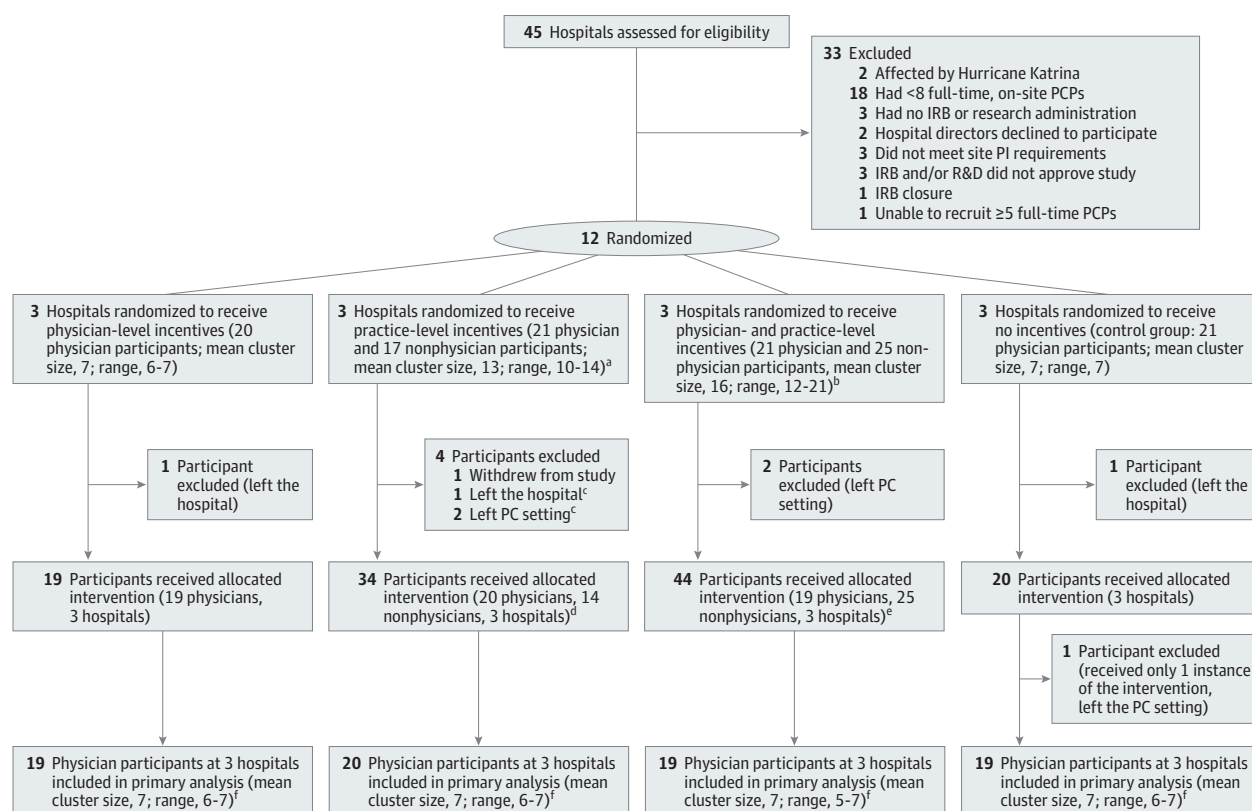 45 Hospitals assessed for eligibility
33 Excluded
2 Affected by Hurricane Katrina
18 Had <8 full-time, on-site PCPs
3 Had no IRB or research administration
2 Hospital directors declined to participate
3 Did not meet site PI requirements
3 IRB and/or R&D did not approve study
1 IRB closure
1 Unable to recruit ≥5 full-time PCPs
12 Randomized
3 Hospitals randomized to receive
physician-level incentives (20
physician participants; mean cluster
size, 7; range, 6-7)
3 Hospitals randomized to receive
practice-level incentives (21 physician
and 17 nonphysician participants;
mean cluster size, 13; range, 10-14)a
3 Hospitals randomized to receive
physician- and practice-level
incentives (21 physician and 25 non-
physician participants, mean cluster
size, 16; range, 12-21)b
3 Hospitals randomized to receive
no incentives (control group: 21
physician participants; mean cluster
size, 7; range, 7)
1 Participant
excluded (left the
hospital)
4 Participants excluded
1 Withdrew from study
1 Left the hospitalc
2 Left PC settingc
2 Participants
excluded (left PC
setting)
1 Participant
excluded (left the
hospital)
19 Participants received allocated
intervention (19 physicians,
3 hospitals)
34 Participants received allocated
intervention (20 physicians, 14
nonphysicians, 3 hospitals)d
44 Participants received allocated
intervention (19 physicians, 25
nonphysicians, 3 hospitals)e
20 Participants received allocated
intervention (3 hospitals)
1 Participant excluded
(received only 1 instance
of the intervention,
left the PC setting)
19 Physician participants at 3 hospitals
included in primary analysis (mean
cluster size, 7; range, 6-7)f
20 Physician participants at 3 hospitals
included in primary analysis (mean
cluster size, 7; range, 6-7)f
19 Physician participants at 3 hospitals
included in primary analysis (mean
cluster size, 7; range, 5-7)f
19 Physician participants at 3 hospitals
included in primary analysis (mean
cluster size, 7; range, 6-7)f